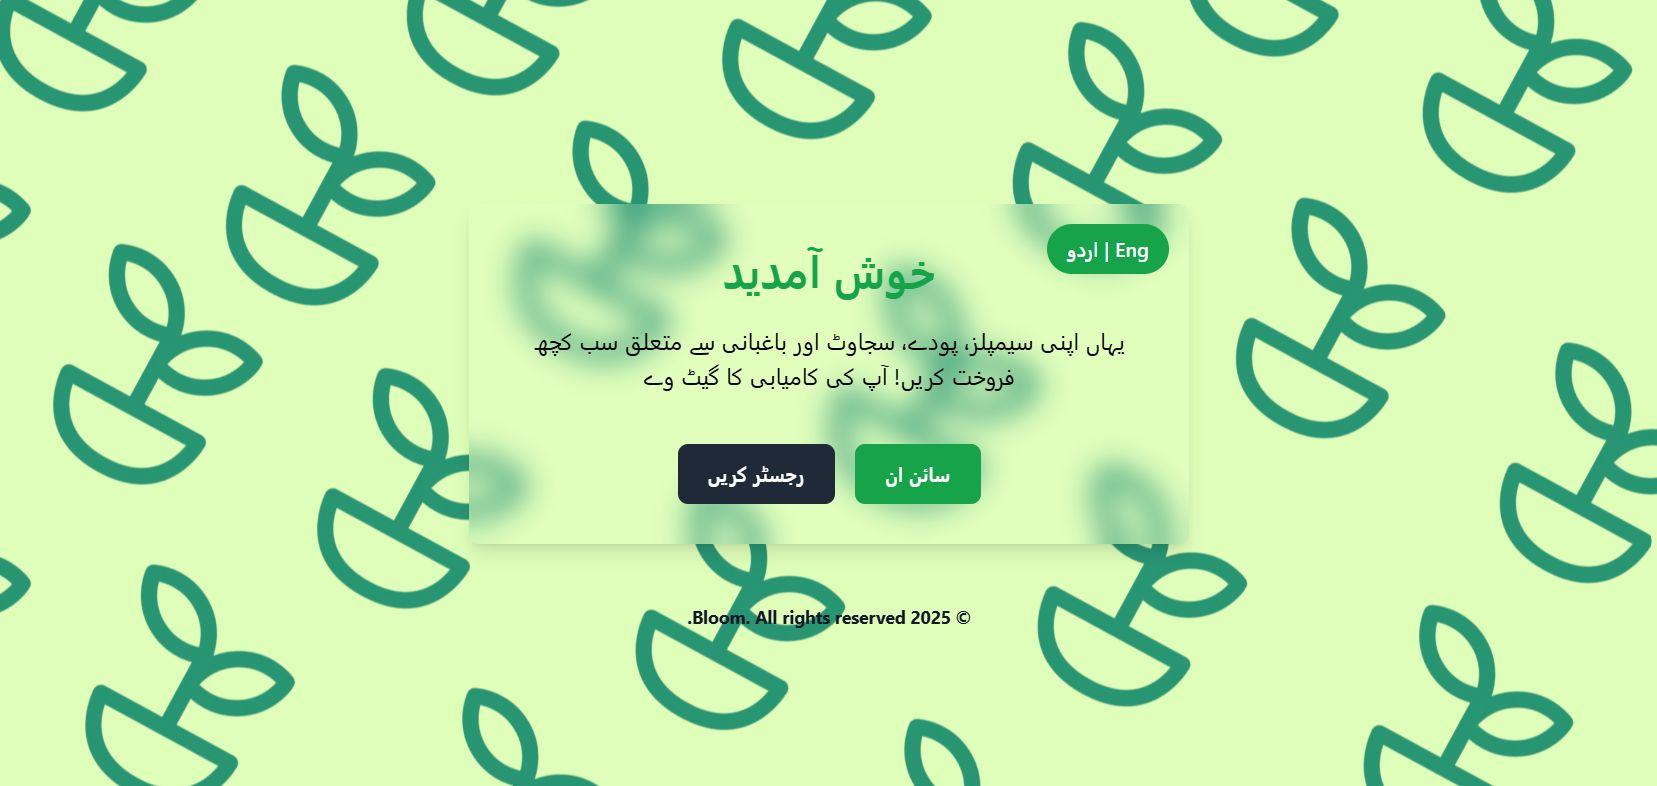 اردو | Eng
خوش آمدید
یہاں اپنی سیمپلز، پودے، سجاوٹ اور باغبانی سے متعلق سب کچھ
فروخت کریں! آپ کی کامیابی کا گیٹ وے
سائن ان
رجسٹر کریں
© 2025 Bloom. All rights reserved.